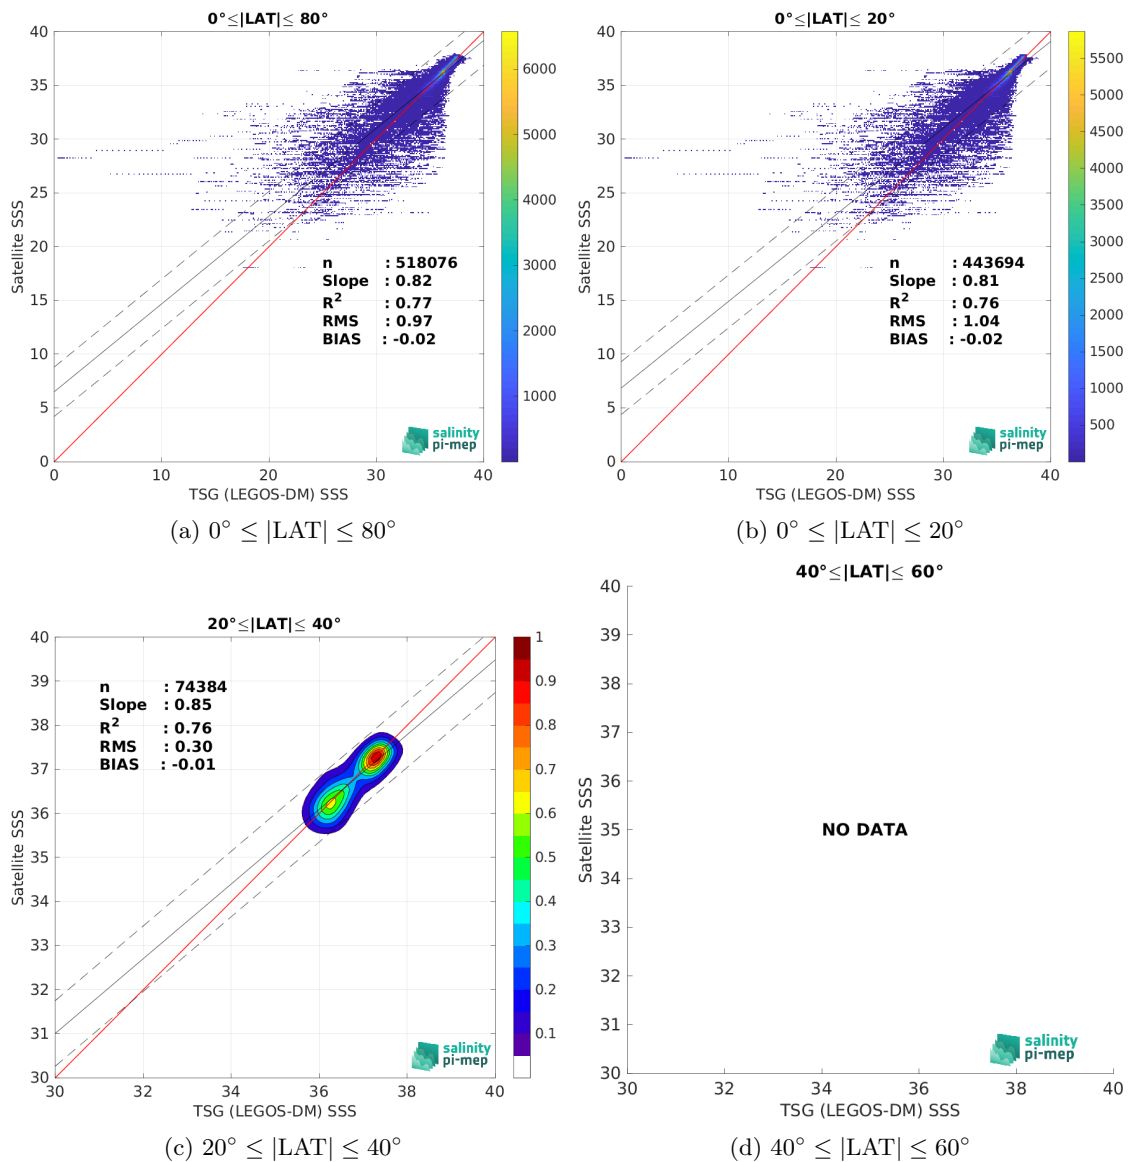 0°≤|LAT|≤ 80°
40
35
30
25
20
15
10
5
0
Satellite SSS
n : 518076
Slope : 0.82
R² : 0.77
RMS : 0.97
BIAS : -0.02
salinity
pi-mep
0 10 20 30 40
TSG (LEGOS-DM) SSS
6000
5000
4000
3000
2000
1000
(a) 0° ≤ |LAT| ≤ 80°
0°≤|LAT|≤ 20°
40
35
30
25
20
15
10
5
0
Satellite SSS
n : 443694
Slope : 0.81
R² : 0.76
RMS : 1.04
BIAS : -0.02
salinity
pi-mep
0 10 20 30 40
TSG (LEGOS-DM) SSS
5500
5000
4500
4000
3500
3000
2500
2000
1500
1000
500
(b) 0° ≤ |LAT| ≤ 20°
20°≤|LAT|≤ 40°
40
39
38
37
36
35
34
33
32
31
30
Satellite SSS
n : 74384
Slope : 0.85
R² : 0.76
RMS : 0.30
BIAS : -0.01
salinity
pi-mep
30 32 34 36 38 40
TSG (LEGOS-DM) SSS
1
0.9
0.8
0.7
0.6
0.5
0.4
0.3
0.2
0.1
(c) 20° ≤ |LAT| ≤ 40°
40°≤|LAT|≤ 60°
40
39
38
37
36
35
34
33
32
31
30
Satellite SSS
NO DATA
salinity
pi-mep
30 32 34 36 38 40
TSG (LEGOS-DM) SSS
(d) 40° ≤ |LAT| ≤ 60°